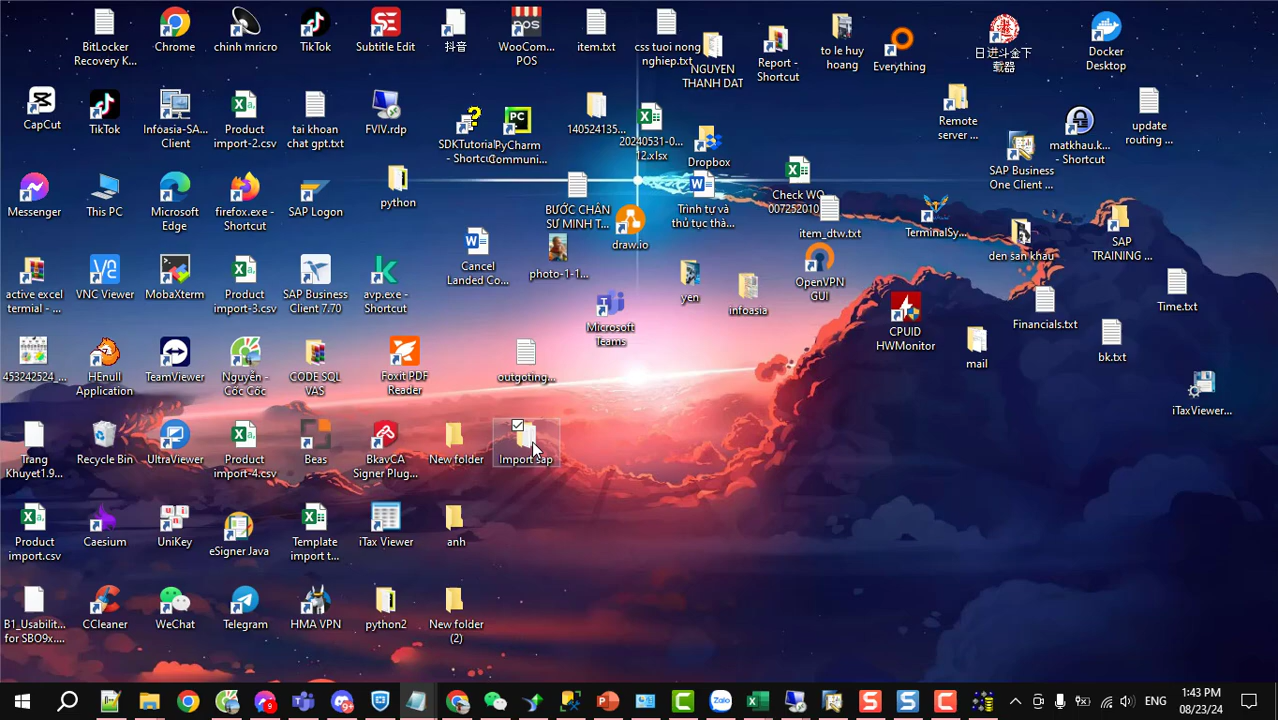 BitLocker
Recovery K...
Chrome
chinh mricro
TikTok
Subtitle Edit
抖音
WooCom...
POS
item.txt
css tuoi nong
nghiep.txt
NGUYEN
THANH DAT
Report -
Shortcut
to le huy
hoang
Everything
日进斗金下
载器
Docker
Desktop
CapCut
TikTok
Infoasia-SA...
Client
Product
import-2.csv
tai khoan
chat gpt.txt
FVIV.rdp
SDKTutorial
- Shortcut
PyCharm
Communi...
140524135...
20240531-0...
12.xlsx
Dropbox
Remote
server ...
SAP Business
One Client ...
matkhau.k...
- Shortcut
update
routing ...
Messenger
This PC
Microsoft
Edge
firefox.exe -
Shortcut
SAP Logon
python
BƯỚC CHÂN
SƯ MINH T...
draw.io
Trình tự và
thủ tục thà...
Check WO
007252010
item_dtw.txt
TerminalSy...
den san khau
SAP
TRAINING ...
active excel
termial - ...
VNC Viewer
MobaXterm
Product
import-3.csv
SAP Business
Client 7.70
avp.exe -
Shortcut
Cancel
Landed Co...
photo-1-1...
Microsoft
Teams
yen
infoasia
OpenVPN
GUI
CPUID
HWMonitor
mail
Financials.txt
bk.txt
Time.txt
453242524_...
HEnull
Application
TeamViewer
Nguyên -
Cốc Cốc
CODE SQL
VAS
Foxit PDF
Reader
outgoting...
iTaxViewer...
Trang
Khuyet1.9...
Recycle Bin
UltraViewer
Product
import-4.csv
Beas
BkavCA
Signer Plug...
New folder
Import sap
Product
import.csv
Caesium
UniKey
eSigner Java
Template
import t...
iTax Viewer
anh
B1_Usabilit...
for SBO9x....
CCleaner
WeChat
Telegram
HMA VPN
python2
New folder
(2)
ENG
1:43 PM
08/23/24